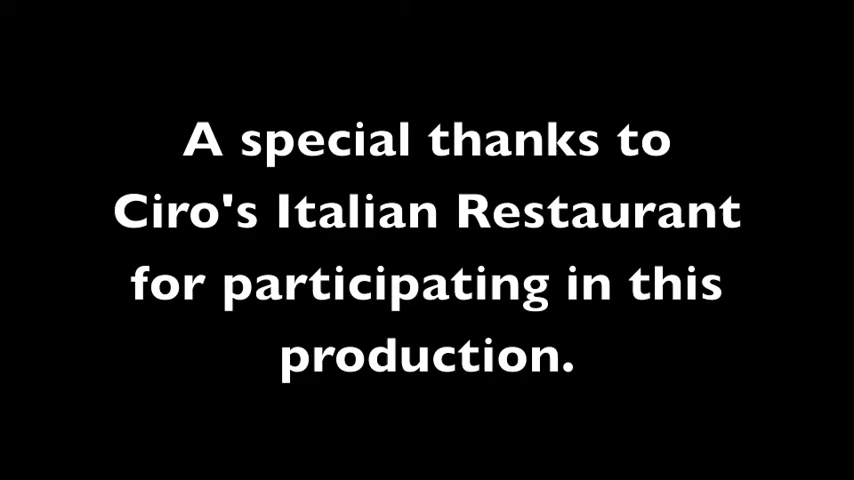 A special thanks to
Ciro's Italian Restaurant
for participating in this
production.